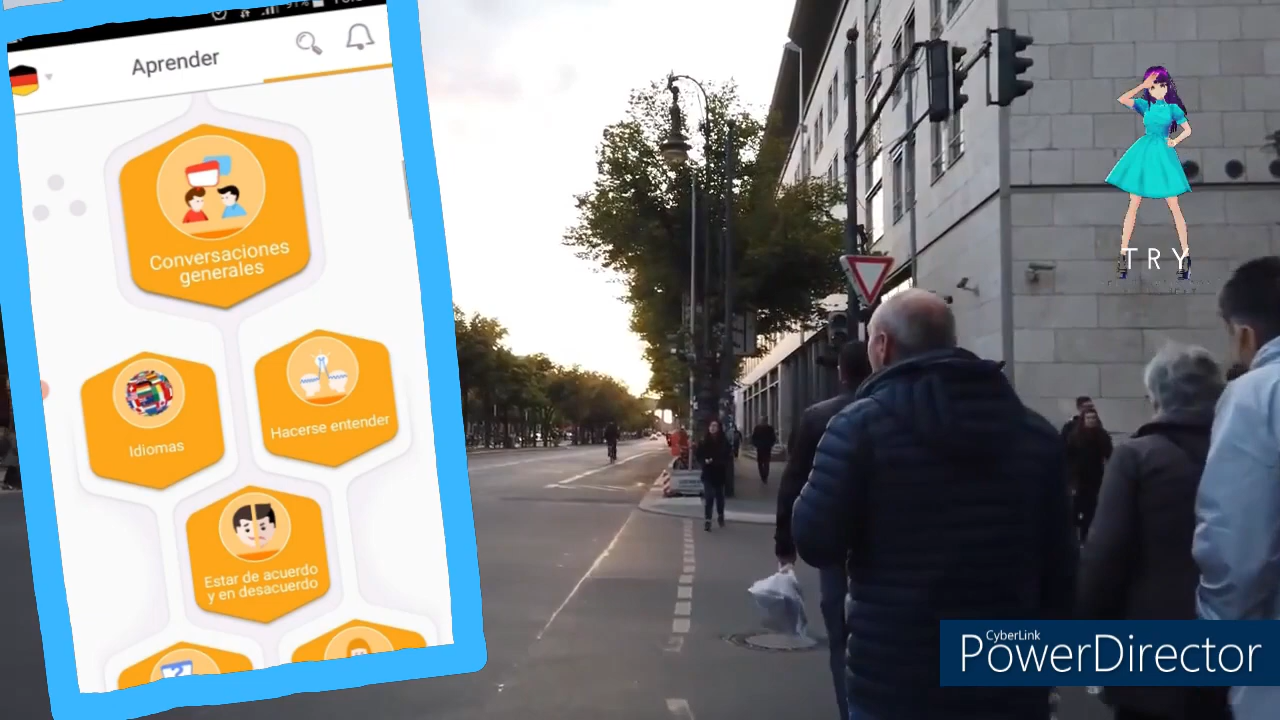 Aprender
Conversaciones
generales
Idiomas
Hacerse entender
Estar de acuerdo
y en desacuerdo
TRY
CyberLink
PowerDirector